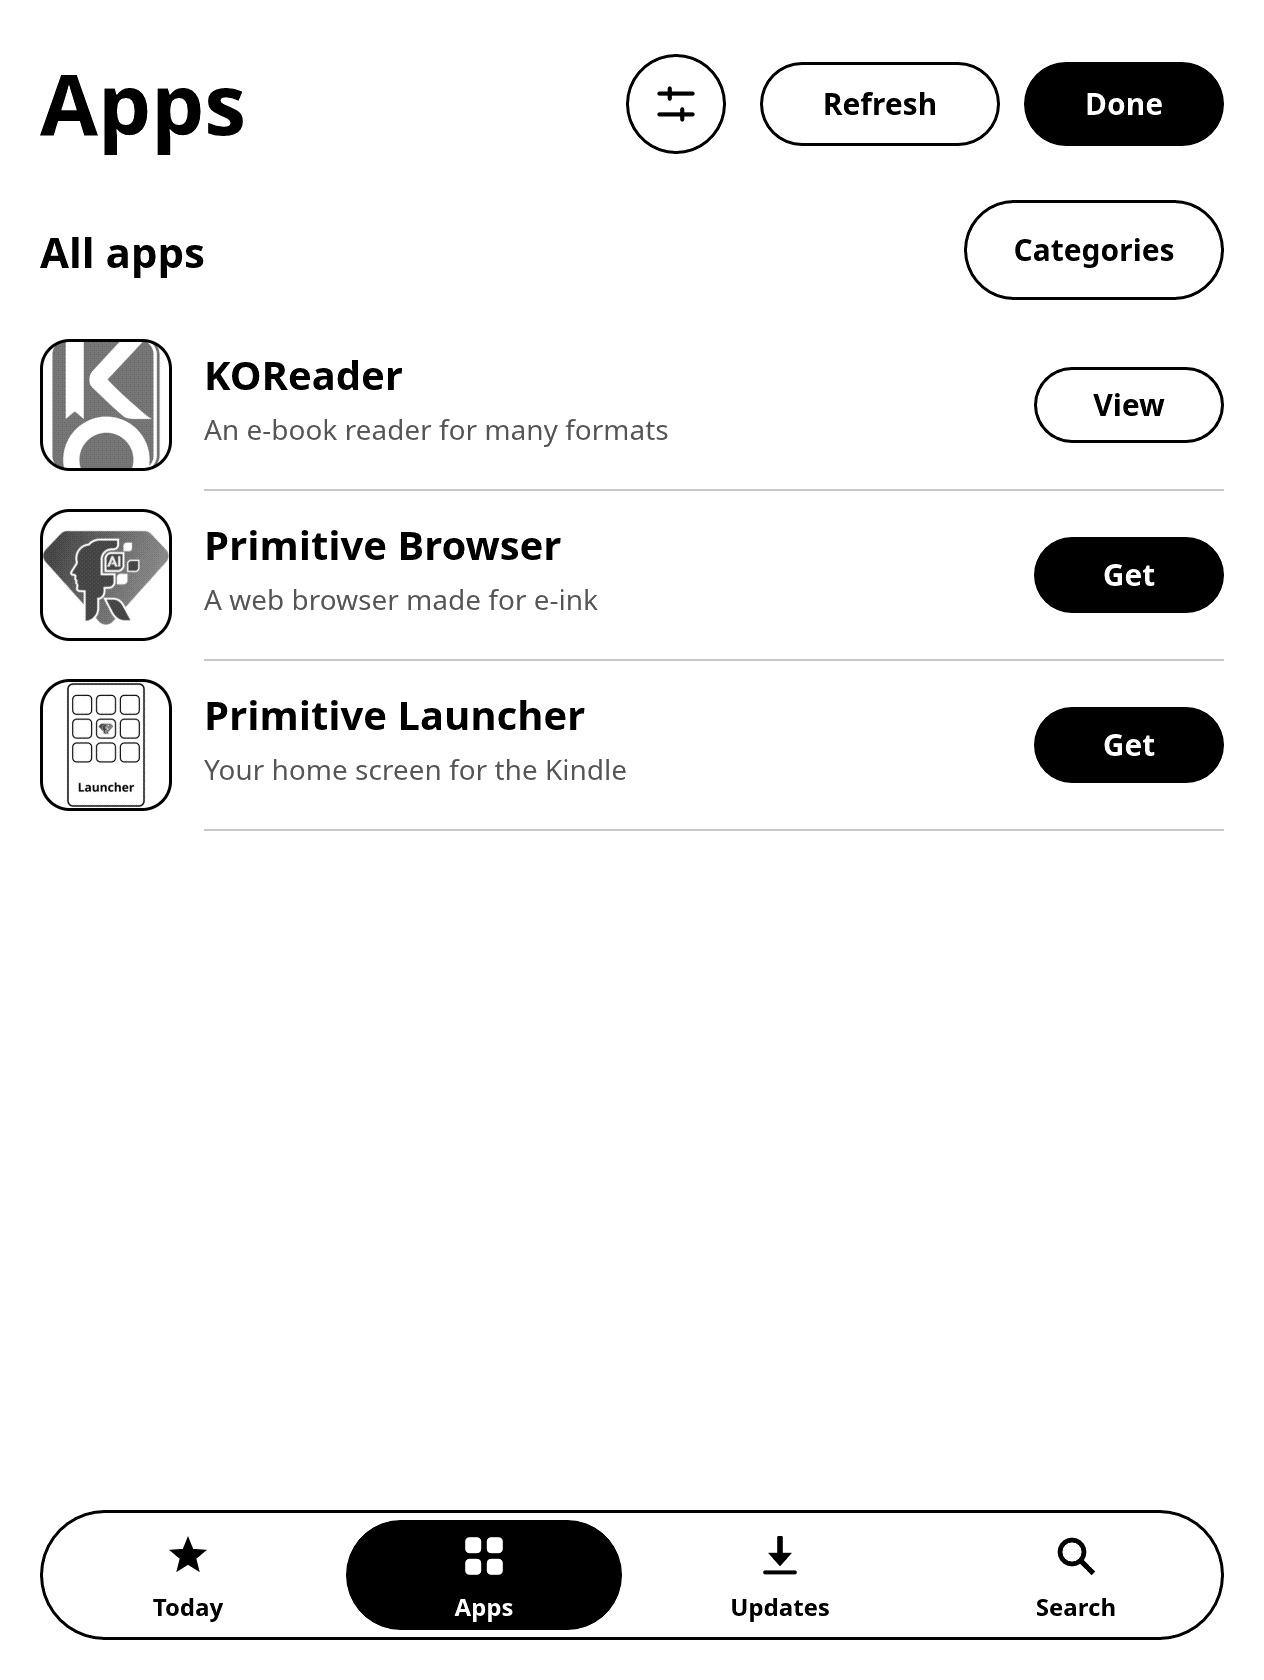 Apps
Refresh
Done
All apps
Categories
KOReader
An e-book reader for many formats
View
AI
Primitive Browser
A web browser made for e-ink
Get
Launcher
Primitive Launcher
Your home screen for the Kindle
Get
Today
Apps
Updates
Search